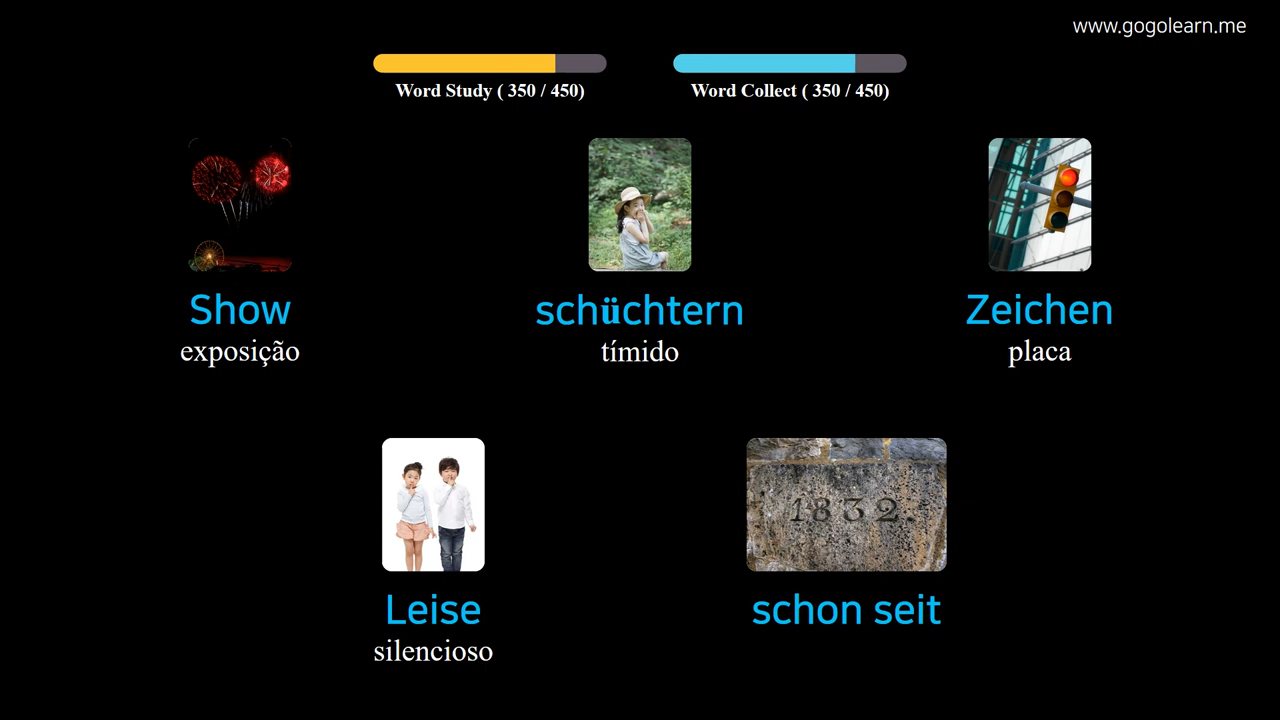 www.gogolearn.me
Word Study ( 350 / 450)
Word Collect ( 350 / 450)
Show
exposição
schüchtern
tímido
Zeichen
placa
1832.
Leise
silencioso
schon seit